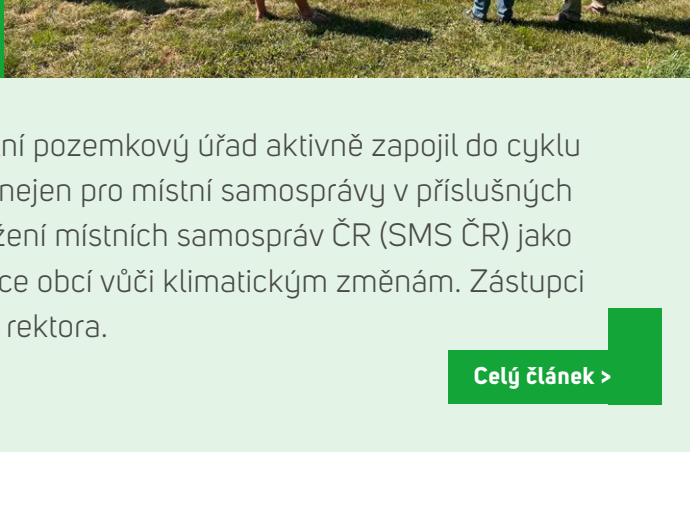 ní pozemkový úřad aktivně zapojil do cyklu
nejen pro místní samosprávy v příslušných
žení místních samospráv ČR (SMS ČR) jako
ce obcí vůči klimatickým změnám. Zástupci
rektora.
Celý článek >